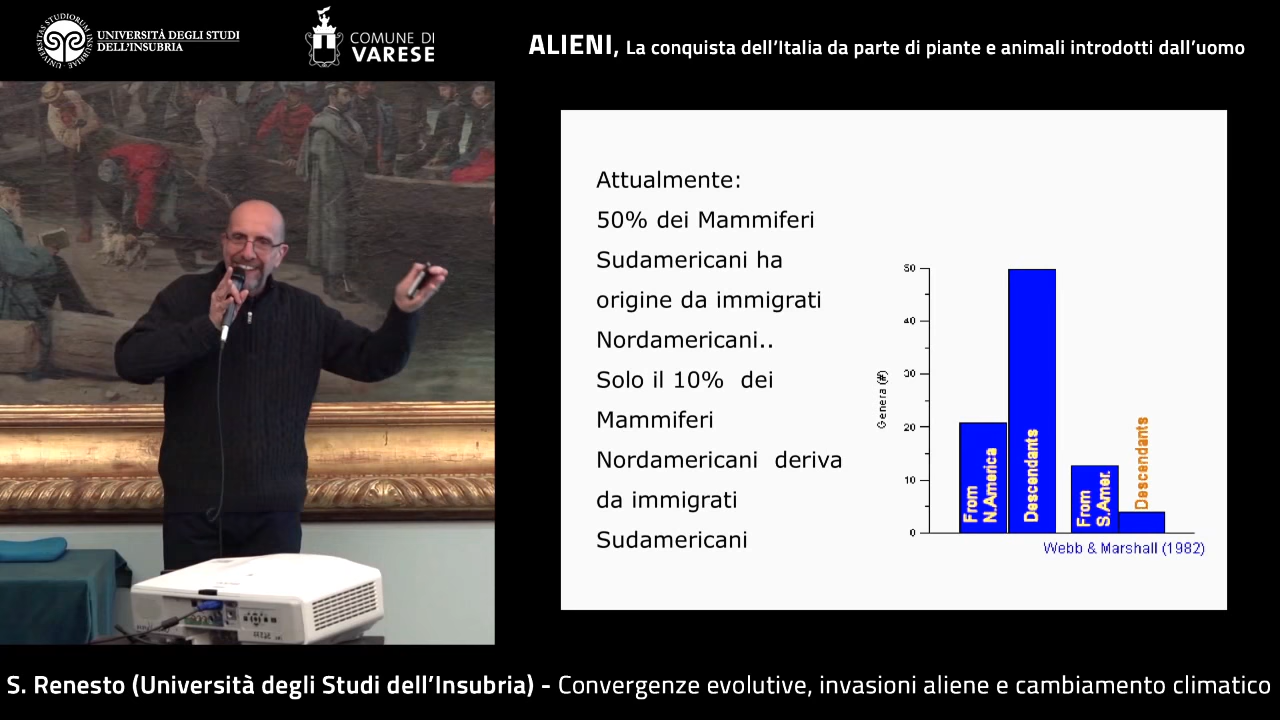 UNIVERSITÀ DEGLI STUDI
DELL'INSUBRIA
COMUNE DI
VARESE
ALIENI, La conquista dell'Italia da parte di piante e animali introdotti dall'uomo
Attualmente:
50% dei Mammiferi
Sudamericani ha
origine da immigrati
Nordamericani..
Solo il 10% dei
Mammiferi
Nordamericani deriva
da immigrati
Sudamericani
50
40
30
20
10
0
Genera (#)
From
N.America
Descendants
From
S.Amer.
Descendants
Webb & Marshall (1982)
S. Renesto (Università degli Studi dell'Insubria) - Convergenze evolutive, invasioni aliene e cambiamento climatico